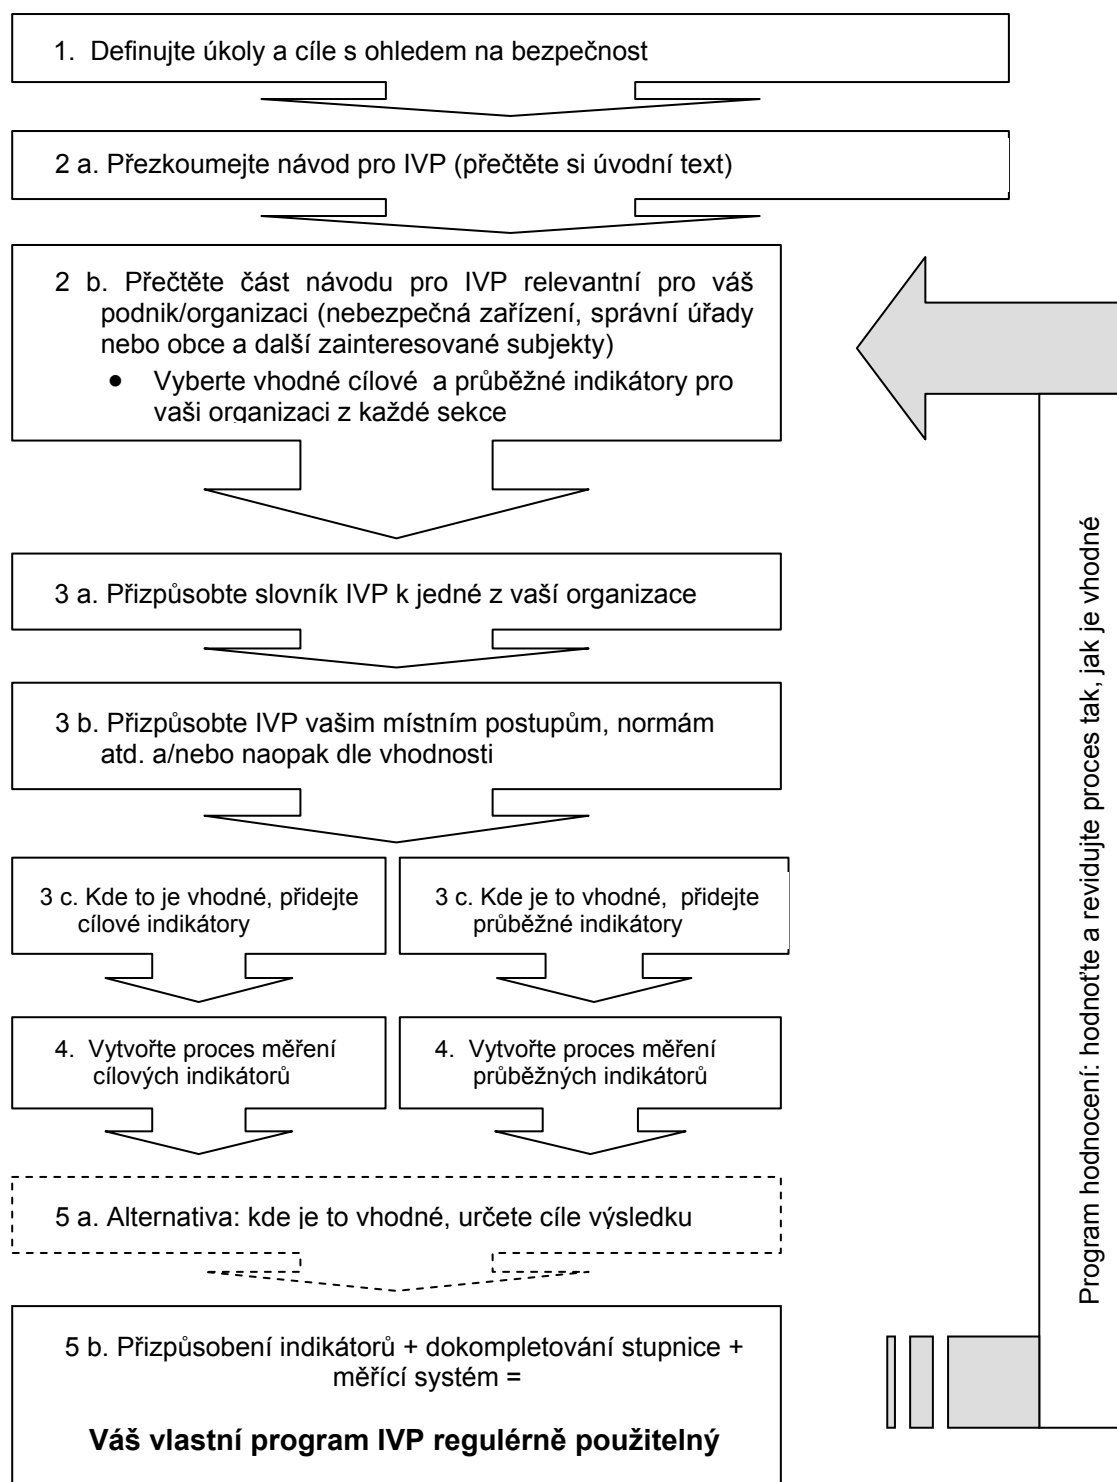 1. Definujte úkoly a cíle s ohledem na bezpečnost
2 a. Přezkoumejte návod pro IVP (přečtěte si úvodní text)
2 b. Přečtěte část návodu pro IVP relevantní pro váš
podnik/organizaci (nebezpečná zařízení, správní úřady
nebo obce a další zainteresované subjekty)
• Vyberte vhodné cílové a průběžné indikátory pro
vaši organizaci z každé sekce
3 a. Přizpůsobte slovník IVP k jedné z vaší organizace
3 b. Přizpůsobte IVP vašim místním postupům, normám
atd. a/nebo naopak dle vhodnosti
3 c. Kde to je vhodné, přidejte
cílové indikátory
3 c. Kde je to vhodné, přidejte
průběžné indikátory
4. Vytvořte proces měření
cílových indikátorů
4. Vytvořte proces měření
průběžných indikátorů
5 a. Alternativa: kde je to vhodné, určete cíle výsledku
5 b. Přizpůsobení indikátorů + dokompletování stupnice +
měřící systém =
Váš vlastní program IVP regulérně použitelný
Program hodnocení: hodnoťte a revidujte proces tak, jak je vhodné